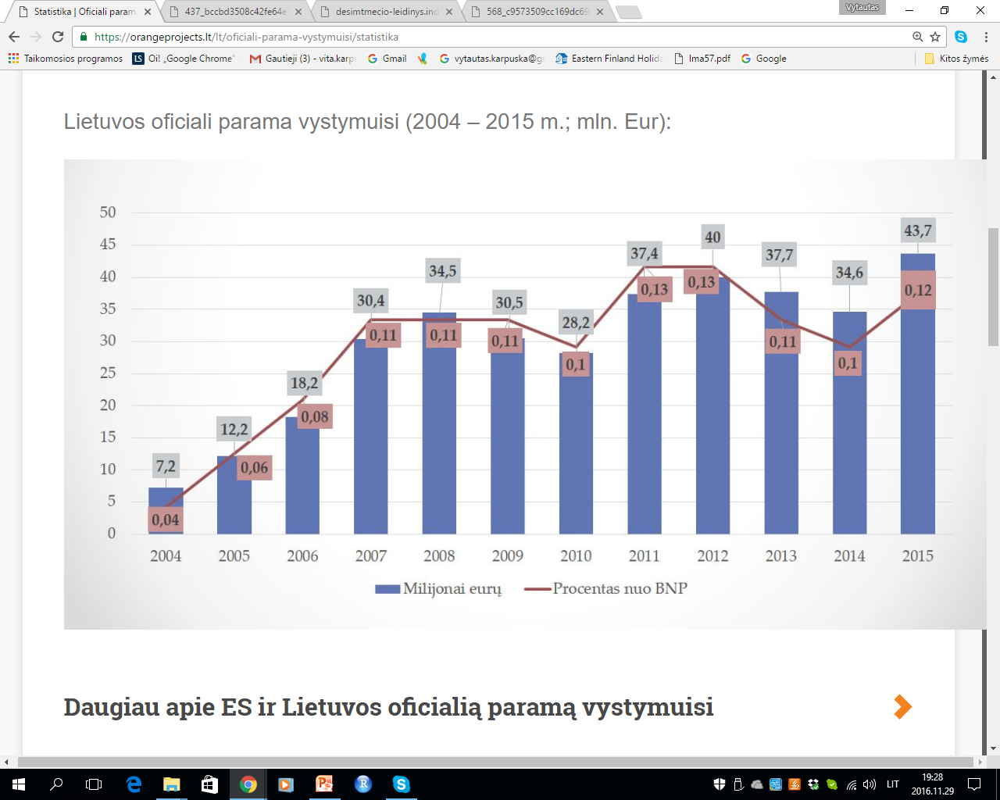 Statistika | Oficiali param
437_bccbd3508c42fe64e
desimtmecio-leidinys.ind
568_c9573509cc169dc69
Vytautas
https://orangeprojects.lt/lt/oficiali-parama-vystymuisi/statistika
Taikomosios programos
LS
Oi! „Google Chrome“
Gautieji (3) - vita.karp
Gmail
vytautas.karpuska@g
Eastern Finland Holid
Ima57.pdf
Google
Kitos žymės
Lietuvos oficiali parama vystymuisi (2004 – 2015 m.; mln. Eur):
50
45
40
35
30
25
20
15
10
5
0
7,2
12,2
18,2
30,4
34,5
30,5
28,2
37,4
40
37,7
34,6
43,7
0,04
0,06
0,08
0,11
0,11
0,11
0,1
0,13
0,13
0,11
0,1
0,12
2004 2005 2006 2007 2008 2009 2010 2011 2012 2013 2014 2015
Milijonai eurų
Procentas nuo BNP
Daugiau apie ES ir Lietuvos oficialią paramą vystymuisi
LIT
19:28
2016.11.29